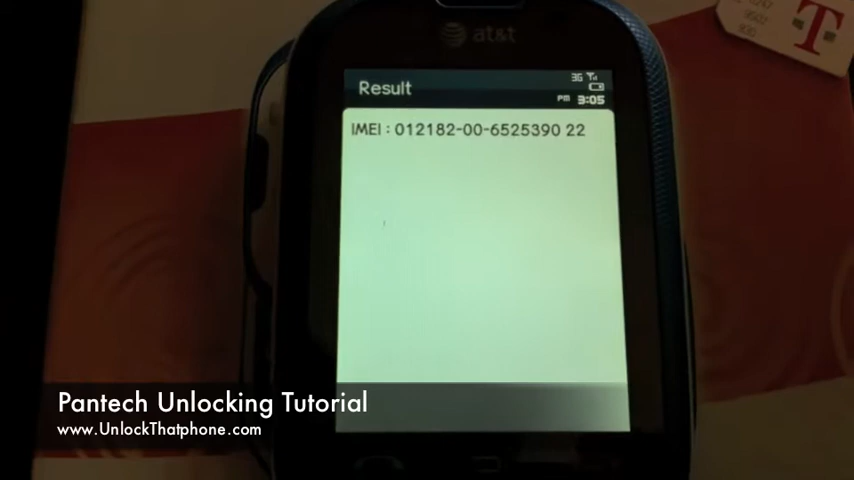 at&t
T
Result
3G
PM 3:05
IMEI : 012182-00-6525390 22
Pantech Unlocking Tutorial
www.UnlockThatphone.com